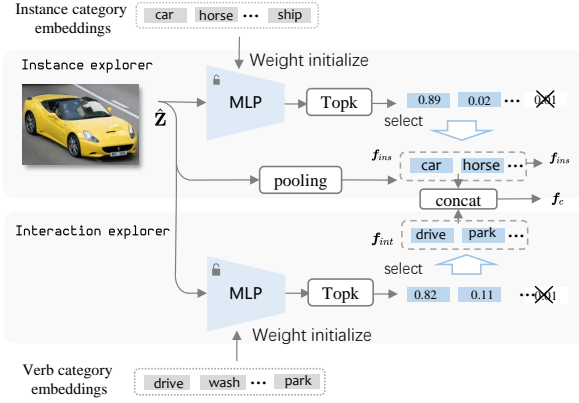 Instance category
embeddings
car horse ••• ship
Weight initialize
Instance explorer
Ẑ
MLP
Topk
0.89 0.02 ••• 0.01
select
f_ins
car horse •••
f_ins
pooling
concat
f_c
Interaction explorer
f_int
drive park •••
select
MLP
Topk
0.82 0.11 ••• 0.01
Weight initialize
Verb category
embeddings
drive wash ••• park